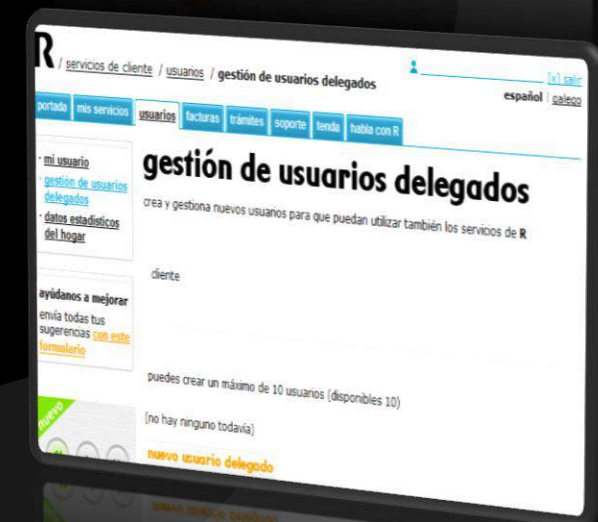 R / servicios de cliente / usuarios / gestión de usuarios delegados
[x] salir
español | galego
portada mis servicios usuarios facturas trámites soporte tenda habla con R
· mi usuario
· gestión de usuarios
delegados
· datos estadísticos
del hogar
ayúdanos a mejorar
envía todas tus
sugerencias con este
formulario
nuevo
gestión de usuarios delegados
crea y gestiona nuevos usuarios para que puedan utilizar también los servicios de R
cliente
puedes crear un máximo de 10 usuarios (disponibles 10)
(no hay ninguno todavía)
nuevo usuario delegado